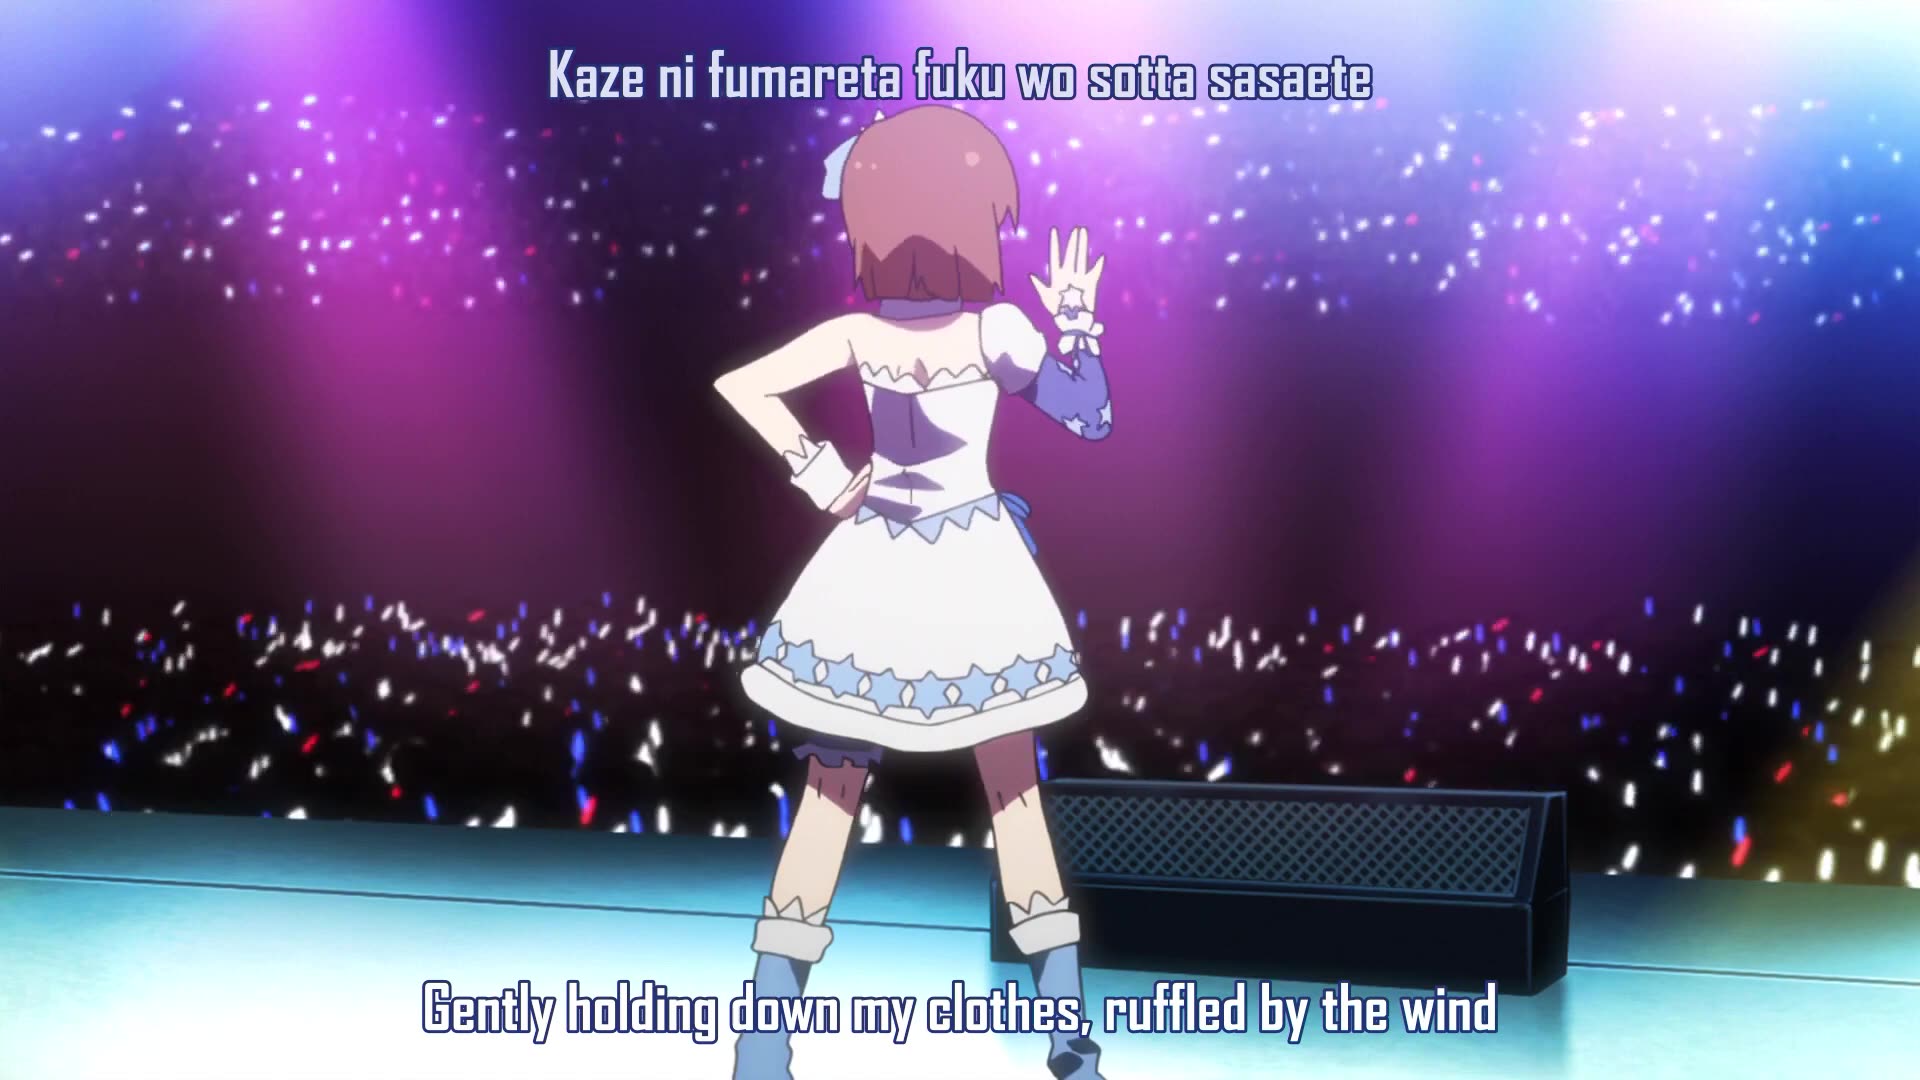 Kaze ni fumareta fuku wo sotta sasaete
Gently holding down my clothes, ruffled by the wind